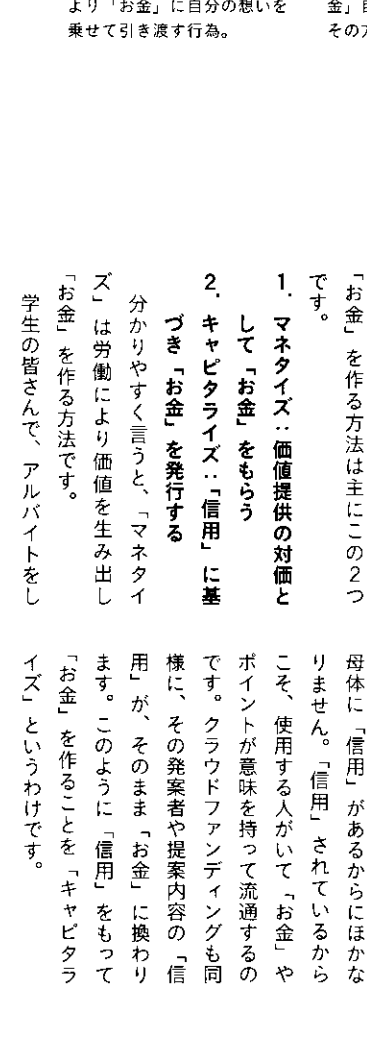 より「お金」に自分の想いを
乗せて引き渡す行為。
「お金」を作る方法は主にこの2つ
です。
1. マネタイズ：価値提供の対価と
して「お金」をもらう
2. キャピタライズ：「信用」に基
づき「お金」を発行する
分かりやすく言うと、「マネタイ
ズ」は労働により価値を生み出し
「お金」を作る方法です。
学生の皆さんで、アルバイトをし
母体に「信用」があるからにほかな
りません。「信用」されているから
こそ、使用する人がいて「お金」や
ポイントが意味を持って流通するの
です。クラウドファンディングも同
様に、その発案者や提案内容の「信
用」が、そのまま「お金」に換わり
ます。このように「信用」をもって
「お金」を作ることを「キャピタラ
イズ」というわけです。